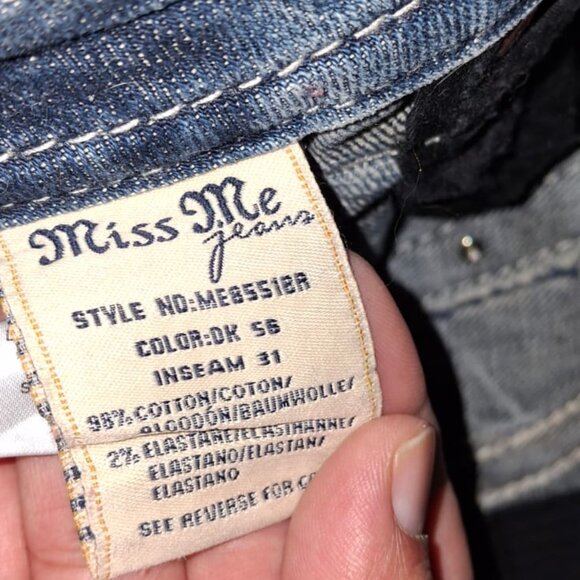 Miss Me
jeans
STYLE NO:ME8551BR
COLOR:DK 56
INSEAM 31
98% COTTON/COTON/
ALGODÓN/BAUMWOLLE/
2% ELASTANE/ELASTHANNE/
ELASTANO/ELASTAN/
ELASTANO
SEE REVERSE FOR